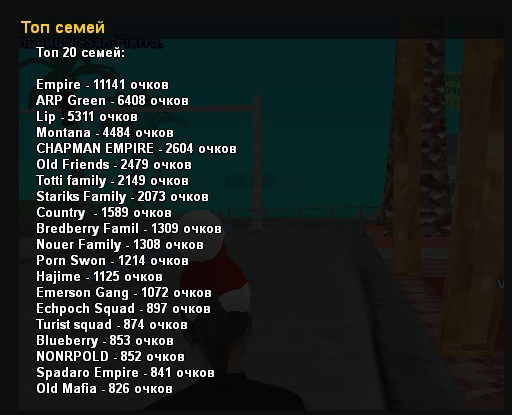 Топ семей
Топ 20 семей:
Empire - 11141 очков
ARP Green - 6408 очков
Lip - 5311 очков
Montana - 4484 очков
CHAPMAN EMPIRE - 2604 очков
Old Friends - 2479 очков
Totti family - 2149 очков
Stariks Family - 2073 очков
Country  - 1589 очков
Bredberry Famil - 1309 очков
Nouer Family - 1308 очков
Porn Swon - 1214 очков
Hajime - 1125 очков
Emerson Gang - 1072 очков
Echpoch Squad - 897 очков
Turist squad - 874 очков
Blueberry - 853 очков
NONRPOLD - 852 очков
Spadaro Empire - 841 очков
Old Mafia - 826 очков